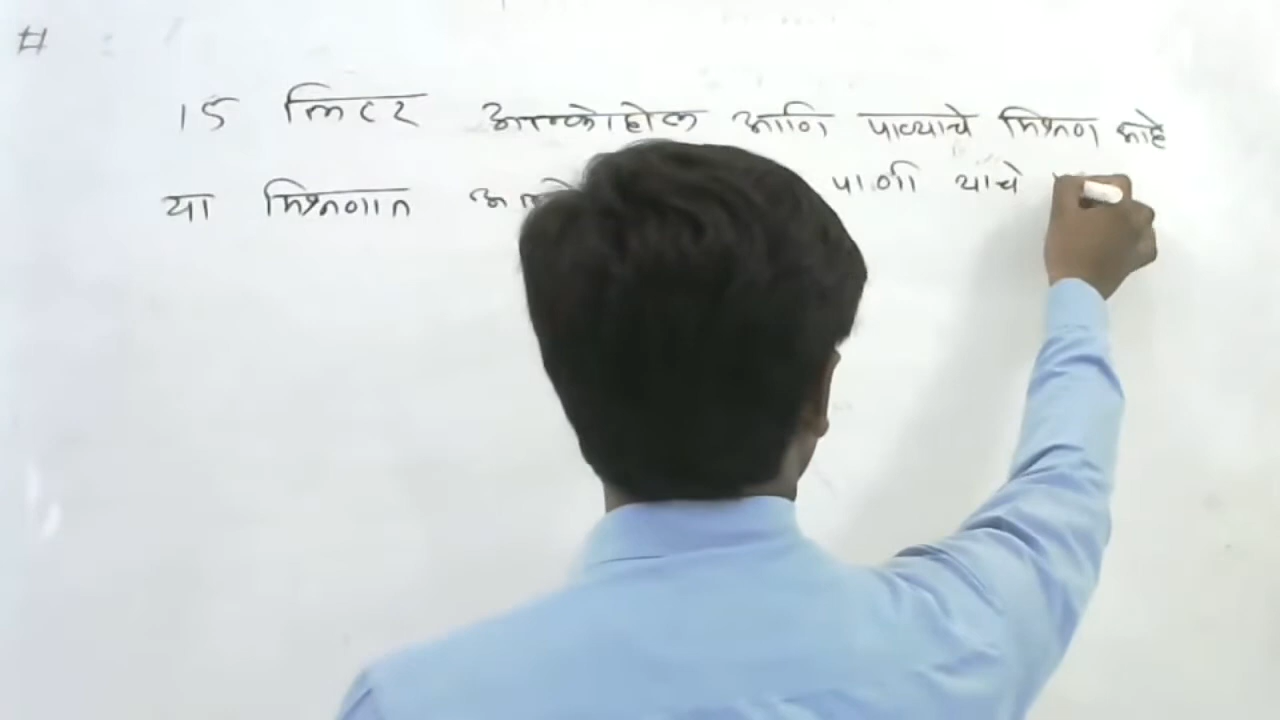 #
15 लिटर अल्कोहोल आणि पाण्याचे मिश्रण आहे
या मिश्रणात पाणी याचे